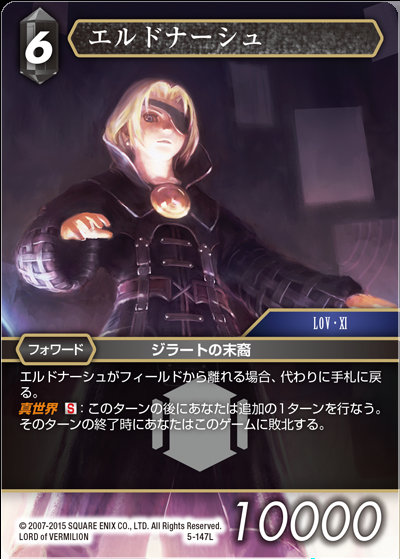 6
エルドナーシュ
LOV・XI
フォワード
ジラートの末裔
エルドナーシュがフィールドから離れる場合、代わりに手札に戻
る。
真世界 S：このターンの後にあなたは追加の1ターンを行なう。
そのターンの終了時にあなたはこのゲームに敗北する。
© 2007-2015 SQUARE ENIX CO., LTD. All Rights Reserved.
LORD of VERMILION
5-147L
10000